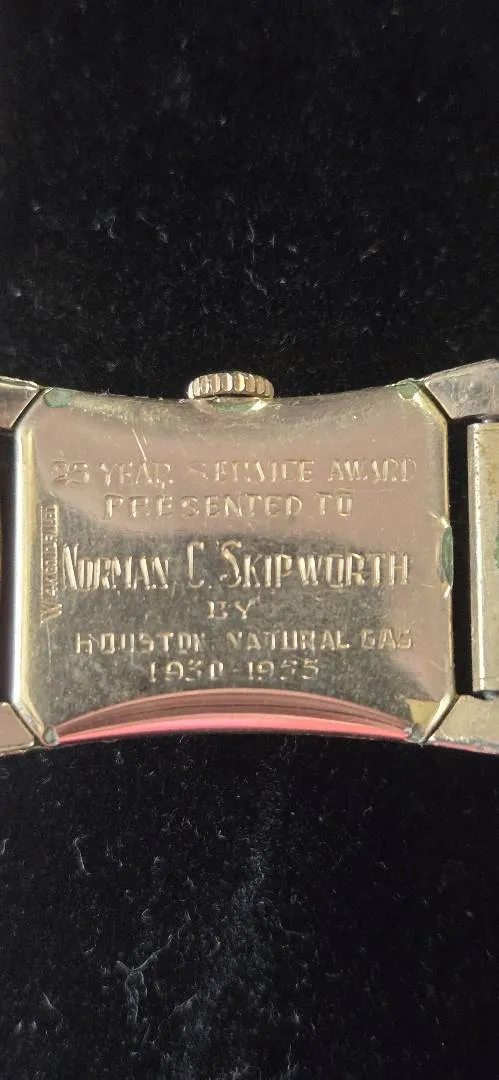 25 YEAR SERVICE AWARD
PRESENTED TO
NORMAN C. SKIPWORTH
BY
HOUSTON NATURAL GAS
1930-1955